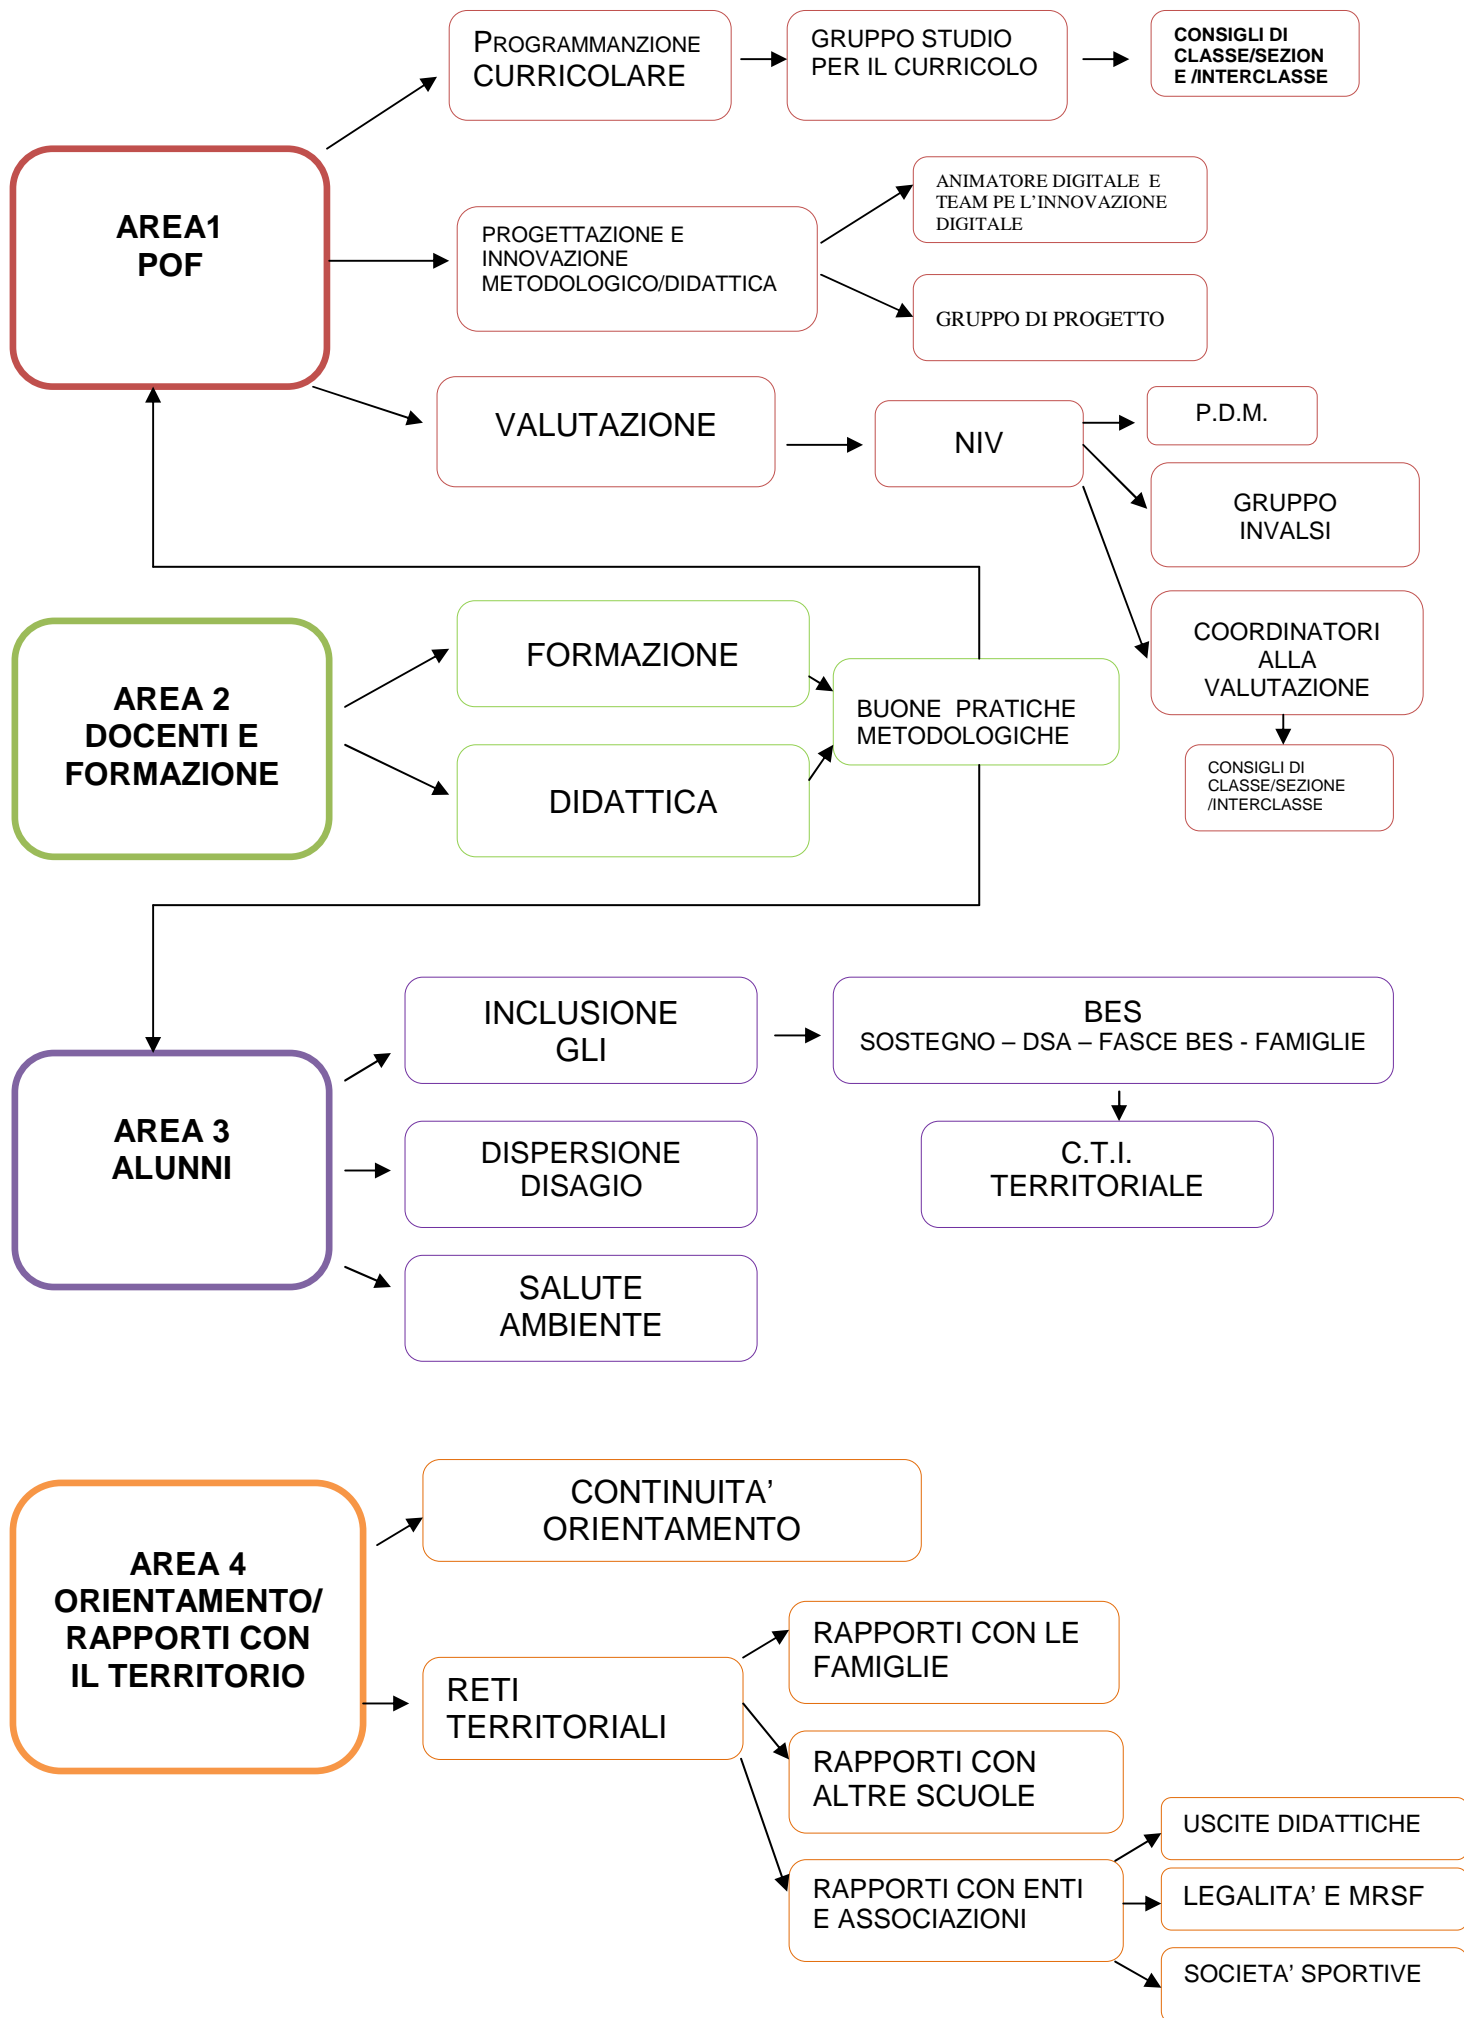 PROGRAMMANZIONE
CURRICOLARE
GRUPPO STUDIO
PER IL CURRICOLO
CONSIGLI DI
CLASSE/SEZION
E /INTERCLASSE
AREA1
POF
PROGETTAZIONE E
INNOVAZIONE
METODOLOGICO/DIDATTICA
ANIMATORE DIGITALE E
TEAM PE L’INNOVAZIONE
DIGITALE
GRUPPO DI PROGETTO
VALUTAZIONE
NIV
P.D.M.
GRUPPO
INVALSI
COORDINATORI
ALLA
VALUTAZIONE
CONSIGLI DI
CLASSE/SEZIONE
/INTERCLASSE
AREA 2
DOCENTI E
FORMAZIONE
FORMAZIONE
DIDATTICA
BUONE PRATICHE
METODOLOGICHE
AREA 3
ALUNNI
INCLUSIONE
GLI
BES
SOSTEGNO – DSA – FASCE BES - FAMIGLIE
DISPERSIONE
DISAGIO
C.T.I.
TERRITORIALE
SALUTE
AMBIENTE
AREA 4
ORIENTAMENTO/
RAPPORTI CON
IL TERRITORIO
CONTINUITA’
ORIENTAMENTO
RETI
TERRITORIALI
RAPPORTI CON LE
FAMIGLIE
RAPPORTI CON
ALTRE SCUOLE
RAPPORTI CON ENTI
E ASSOCIAZIONI
USCITE DIDATTICHE
LEGALITA’ E MRSF
SOCIETA’ SPORTIVE